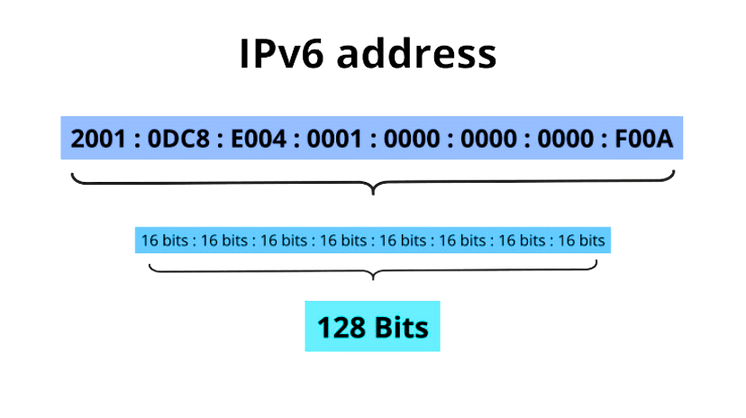 IPv6 address
2001 : 0DC8 : E004 : 0001 : 0000 : 0000 : 0000 : F00A
16 bits : 16 bits : 16 bits : 16 bits : 16 bits : 16 bits : 16 bits : 16 bits
128 Bits